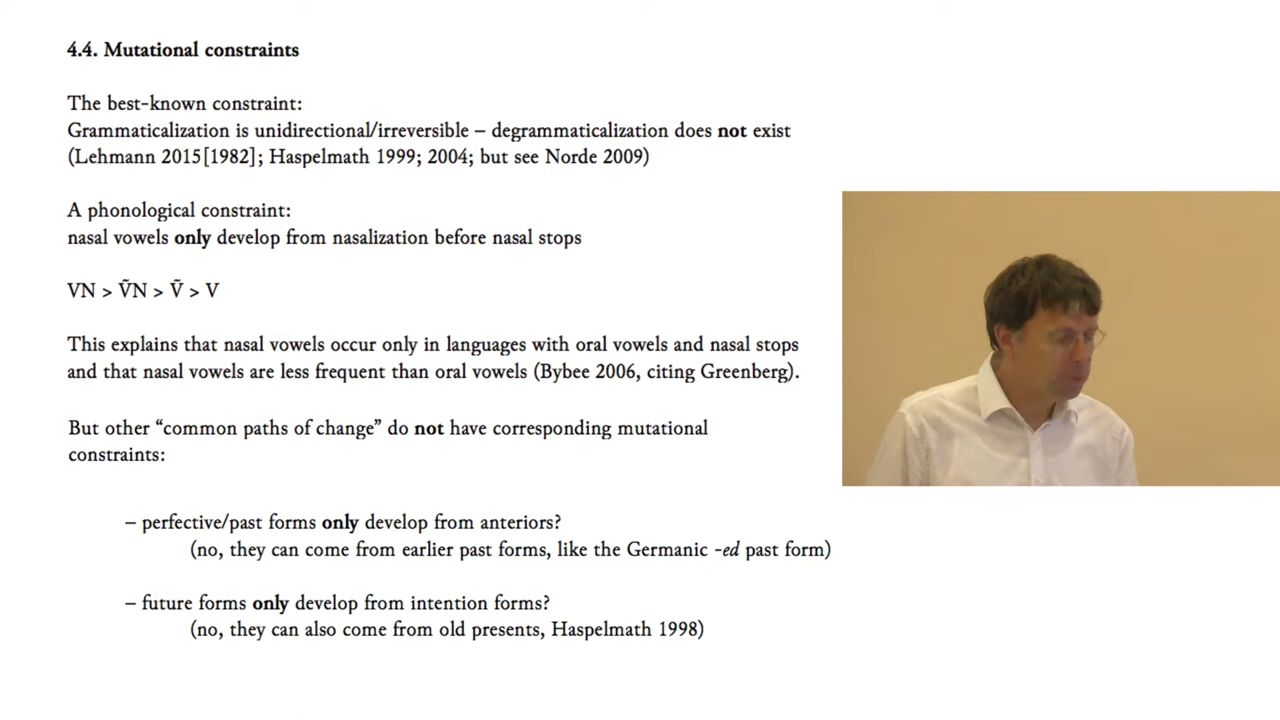 4.4. Mutational constraints
The best-known constraint:
Grammaticalization is unidirectional/irreversible – degrammaticalization does not exist
(Lehmann 2015[1982]; Haspelmath 1999; 2004; but see Norde 2009)
A phonological constraint:
nasal vowels only develop from nasalization before nasal stops
VN > ṼN > Ṽ > V
This explains that nasal vowels occur only in languages with oral vowels and nasal stops
and that nasal vowels are less frequent than oral vowels (Bybee 2006, citing Greenberg).
But other “common paths of change” do not have corresponding mutational
constraints:
– perfective/past forms only develop from anteriors?
(no, they can come from earlier past forms, like the Germanic -ed past form)
– future forms only develop from intention forms?
(no, they can also come from old presents, Haspelmath 1998)